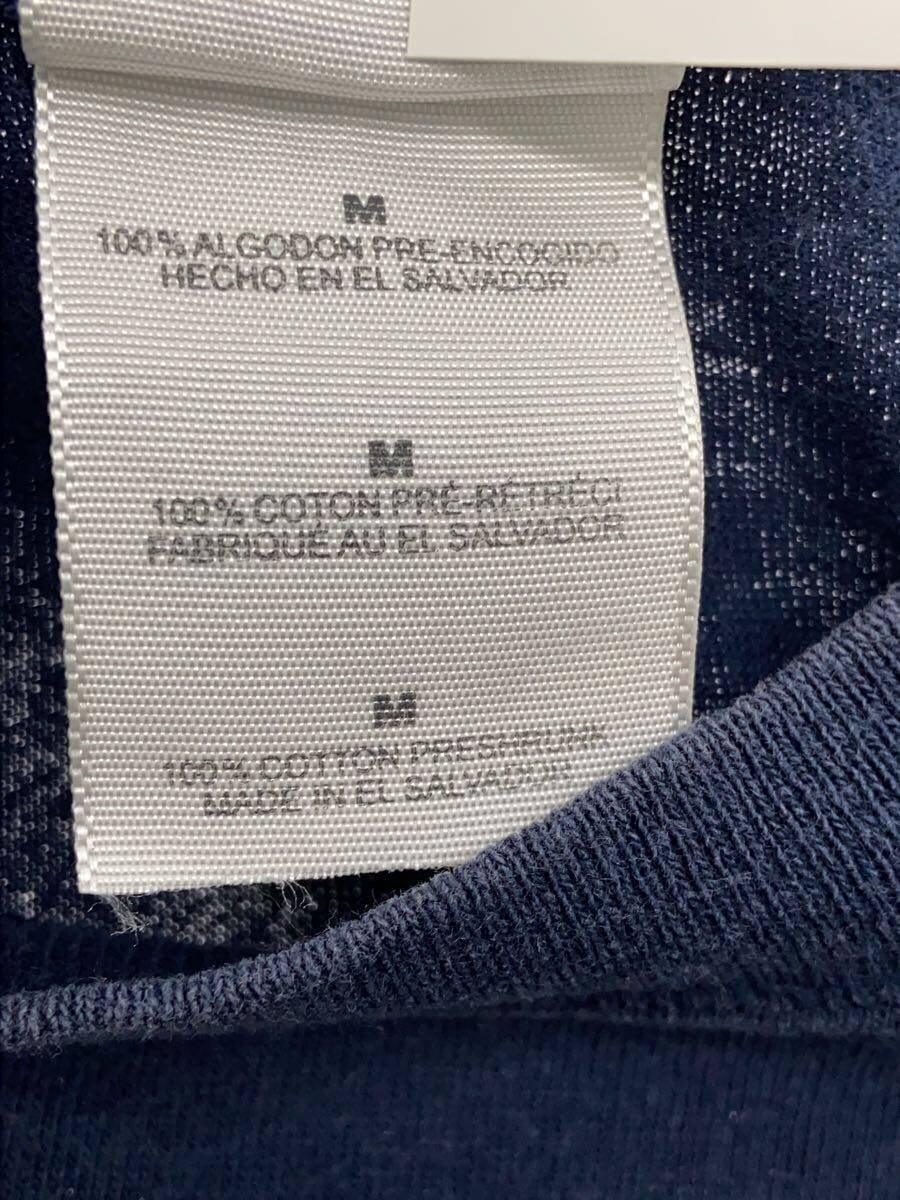 M
100% ALGODON PRE-ENCOGIDO
HECHO EN EL SALVADOR
M
100% COTON PRÉ-RÉTRÉCI
FABRIQUÉ AU EL SALVADOR
M
100% COTTON PRESHRUNK
MADE IN EL SALVADOR